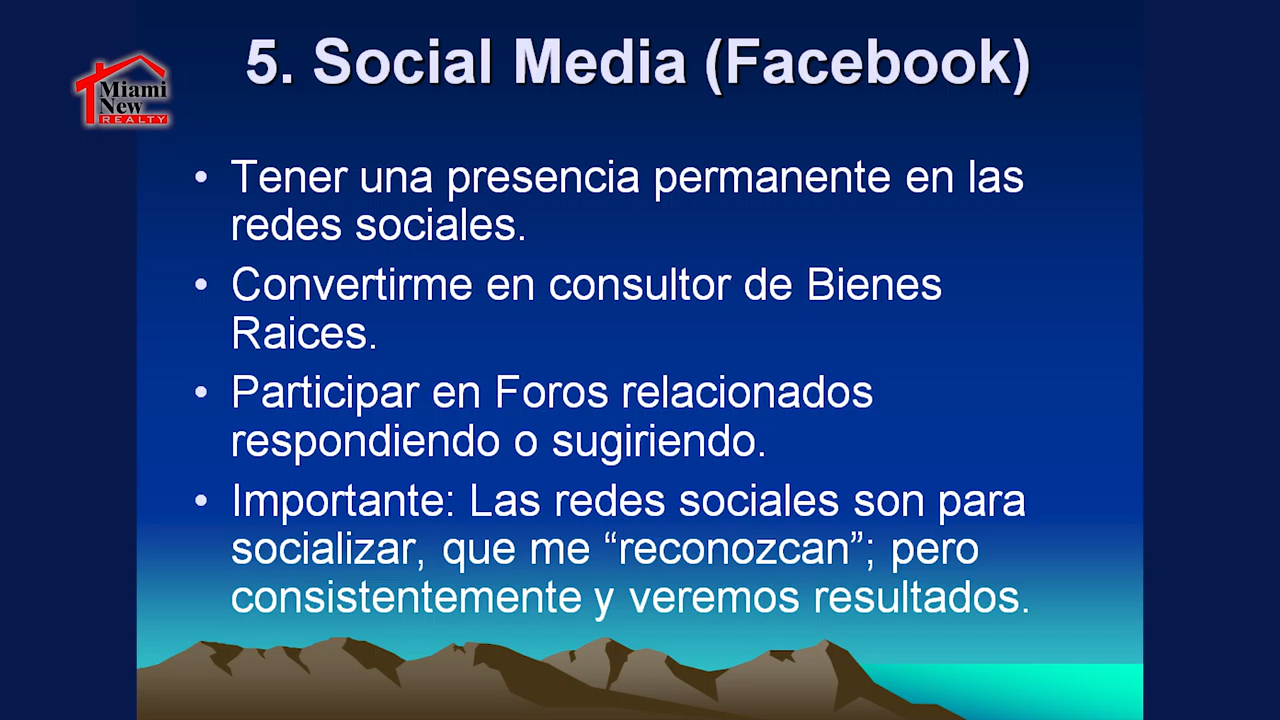 5. Social Media (Facebook)
Miami
New
REALTY
• Tener una presencia permanente en las
redes sociales.
• Convertirme en consultor de Bienes
Raices.
• Participar en Foros relacionados
respondiendo o sugiriendo.
• Importante: Las redes sociales son para
socializar, que me “reconozcan”; pero
consistentemente y veremos resultados.